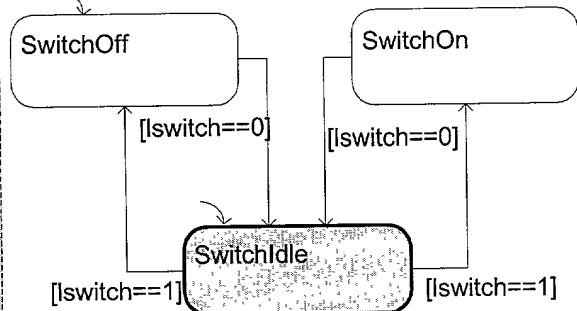 SwitchOff
SwitchOn
[Iswitch==0]
[Iswitch==0]
SwitchIdle
[Iswitch==1]
[Iswitch==1]